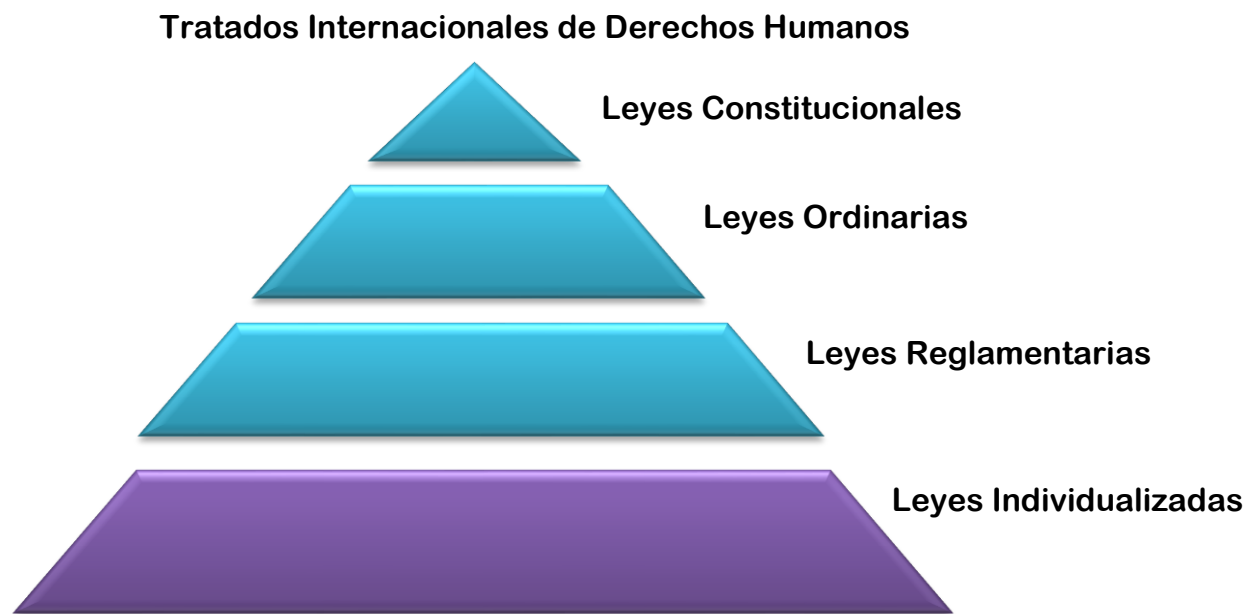 Tratados Internacionales de Derechos Humanos
Leyes Constitucionales
Leyes Ordinarias
Leyes Reglamentarias
Leyes Individualizadas